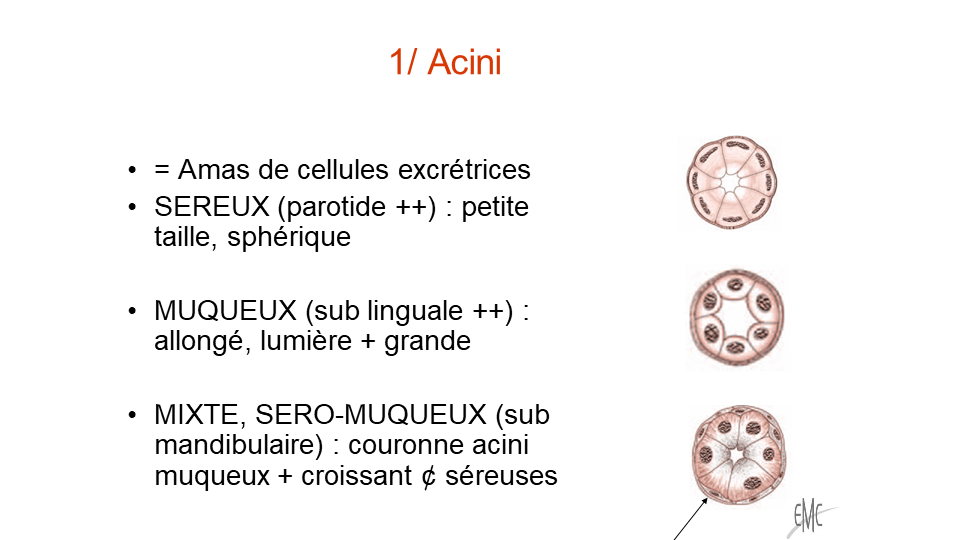 1/ Acini
• = Amas de cellules excrétrices
• SEREUX (parotide ++) : petite
taille, sphérique
• MUQUEUX (sub linguale ++) :
allongé, lumière + grande
• MIXTE, SERO-MUQUEUX (sub
mandibulaire) : couronne acini
muqueux + croissant ¢ séreuses
EMC